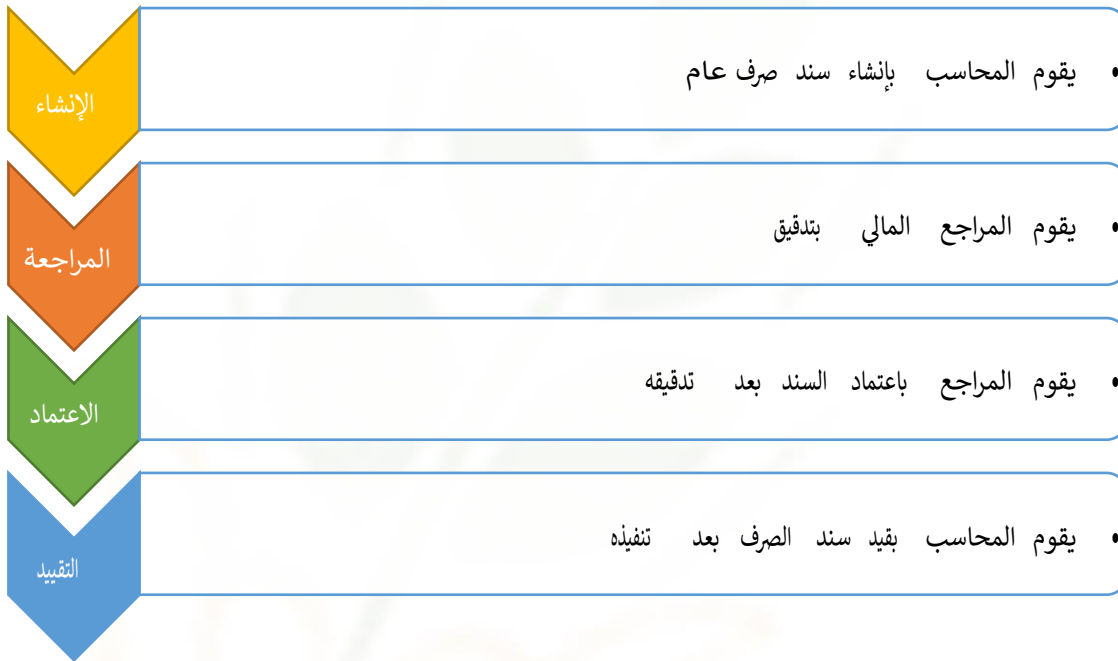 الإنشاء
• يقوم المحاسب بإنشاء سند صرف عام
المراجعة
• يقوم المراجع المالي بتدقيق
الاعتماد
• يقوم المراجع باعتماد السند بعد تدقيقه
التقييد
• يقوم المحاسب بقيد سند الصرف بعد تنفيذه